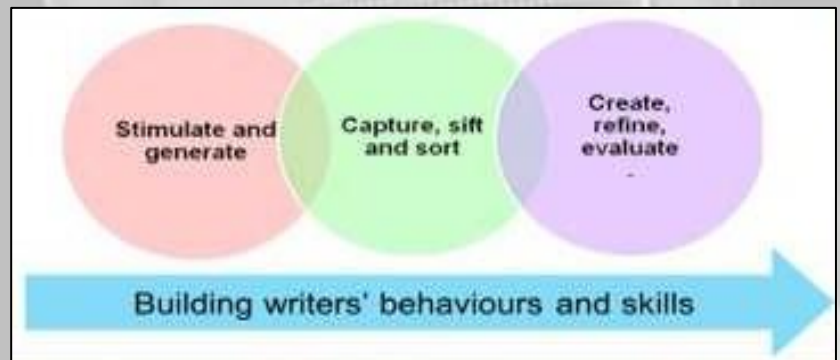 Stimulate and
generate
Capture, sift
and sort
Create,
refine,
evaluate
.
Building writers' behaviours and skills